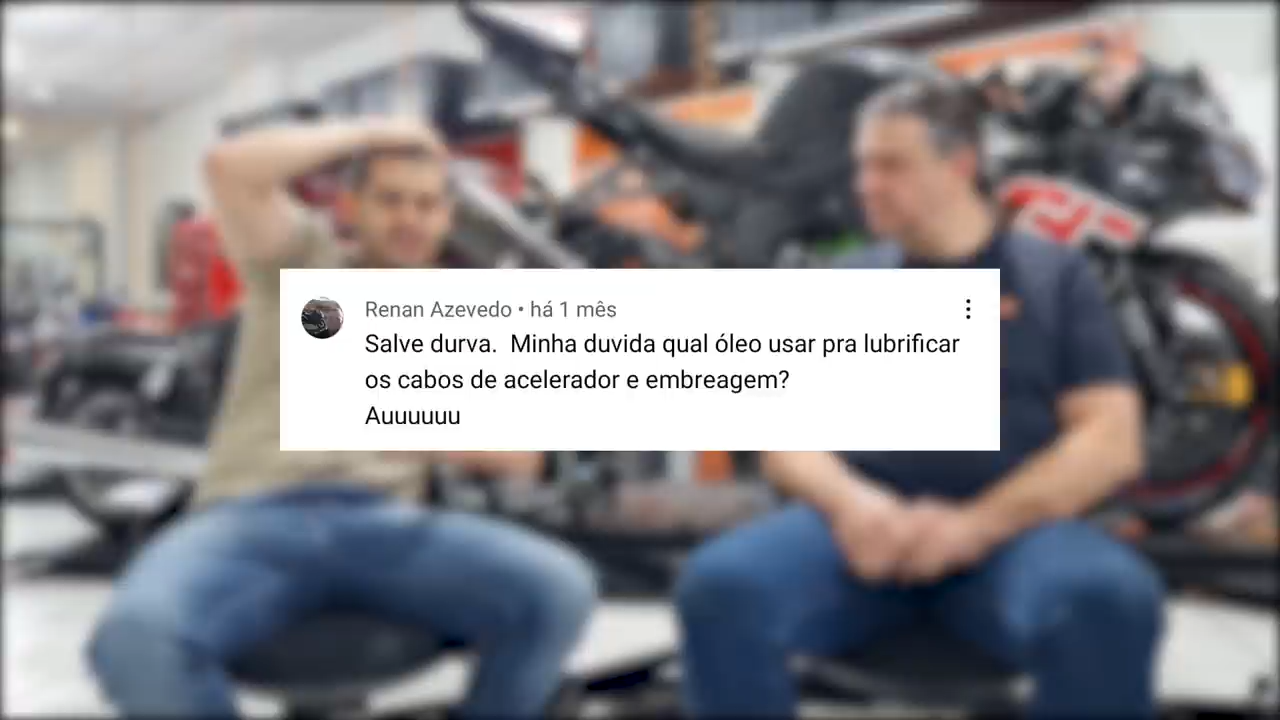 Renan Azevedo • há 1 mês
Salve durva.  Minha duvida qual óleo usar pra lubrificar
os cabos de acelerador e embreagem?
Auuuuuu